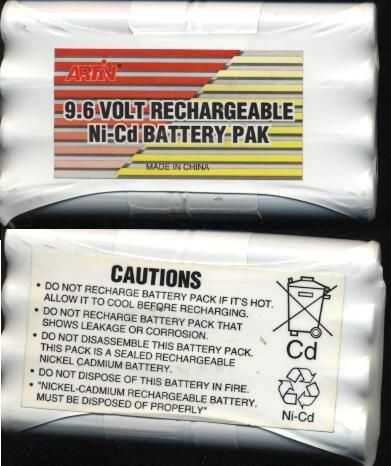 ARTIN
9.6 VOLT RECHARGEABLE
Ni-Cd BATTERY PAK
MADE IN CHINA
CAUTIONS
• DO NOT RECHARGE BATTERY PACK IF IT'S HOT.
ALLOW IT TO COOL BEFORE RECHARGING.
• DO NOT RECHARGE BATTERY PACK THAT
SHOWS LEAKAGE OR CORROSION.
• DO NOT DISASSEMBLE THIS BATTERY PACK.
THIS PACK IS A SEALED RECHARGEABLE
NICKEL CADMIUM BATTERY.
• DO NOT DISPOSE OF THIS BATTERY IN FIRE.
• "NICKEL-CADMIUM RECHARGEABLE BATTERY.
MUST BE DISPOSED OF PROPERLY"
Cd
Ni-Cd